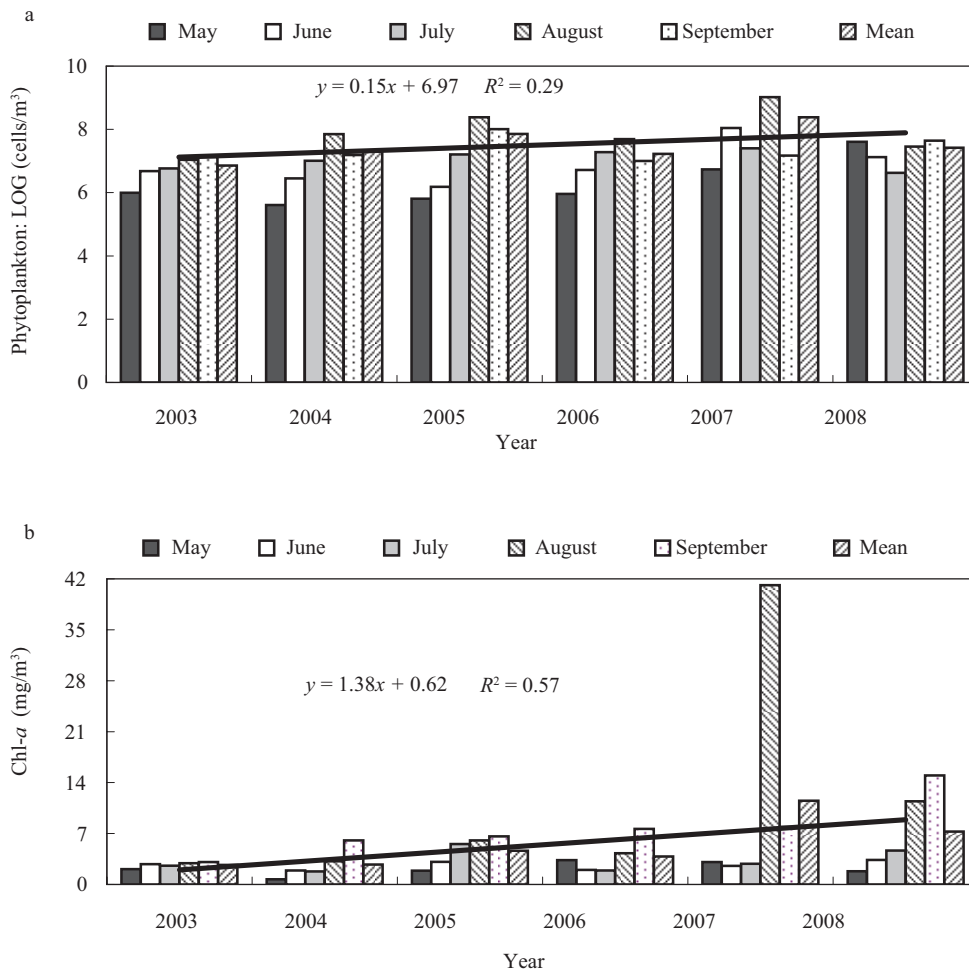 a
May June July August September Mean
y = 0.15x + 6.97 R² = 0.29
Phytoplankton: LOG (cells/m³)
10
8
6
4
2
0
2003 2004 2005 2006 2007 2008
Year
b
May June July August September Mean
y = 1.38x + 0.62 R² = 0.57
Chl-a (mg/m³)
42
35
28
21
14
7
0
2003 2004 2005 2006 2007 2008
Year